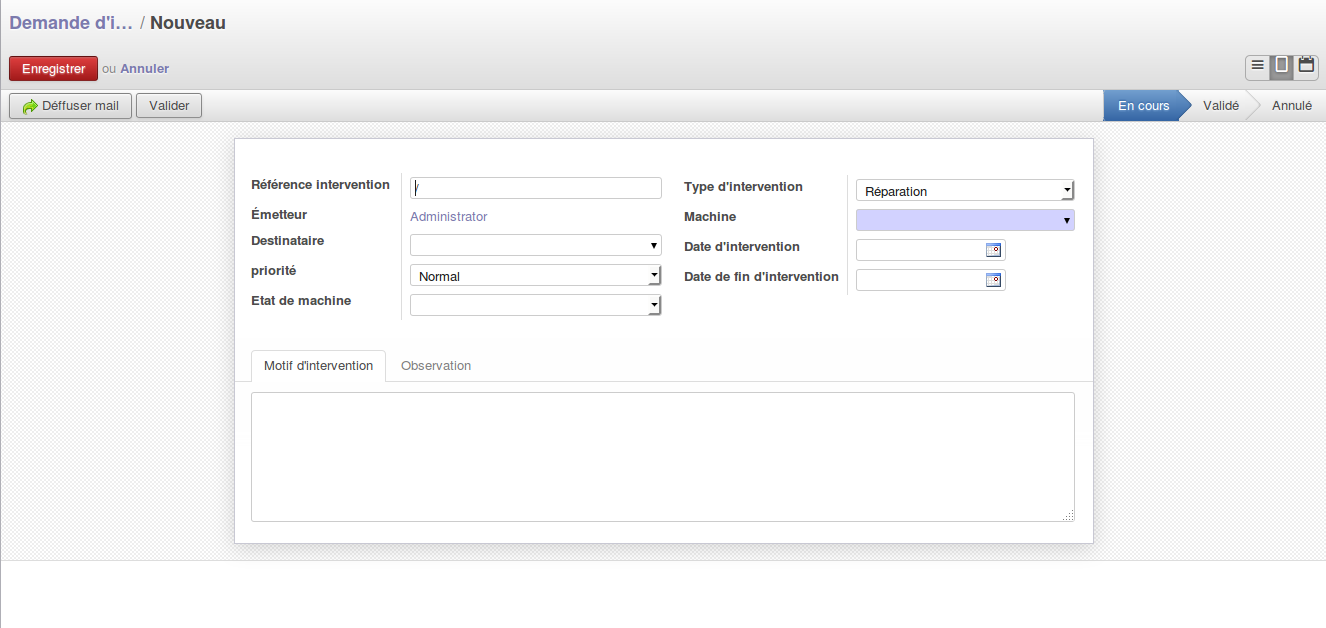 Demande d'i... / Nouveau
Enregistrer ou Annuler
Déffuser mail Valider En cours Validé Annulé
Référence intervention / Type d'intervention Réparation
Émetteur Administrator Machine
Destinataire Date d'intervention
priorité Normal Date de fin d'intervention
Etat de machine
Motif d'intervention Observation